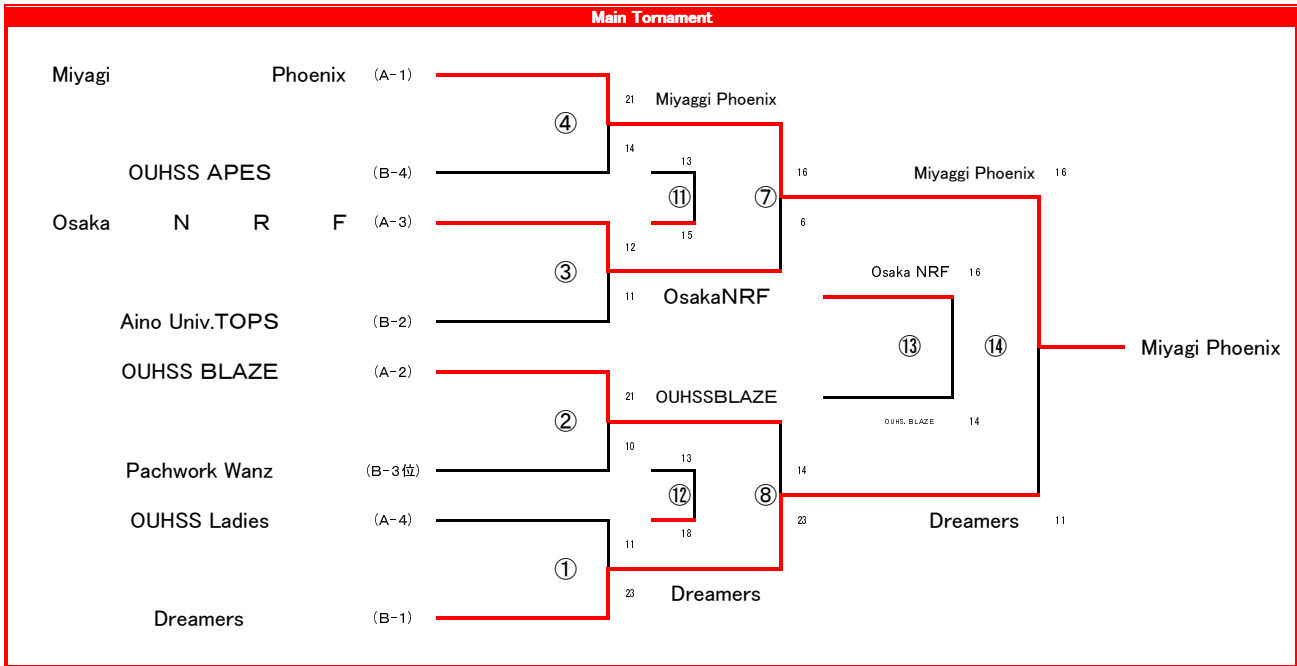 Main Tornament
Miyagi Phoenix (A-1)
21 Miyaggi Phoenix
④
14
13
OUHSS APES (B-4)
16 Miyaggi Phoenix 16
⑪ ⑦
Osaka N R F (A-3)
15
6
12
③
Osaka NRF 16
11 OsakaNRF
Aino Univ.TOPS (B-2)
⑬ ⑭
Miyagi Phoenix
OUHSS BLAZE (A-2)
21 OUHSSBLAZE
②
OUHS. BLAZE 14
10
13
Pachwork Wanz (B-3位)
14
⑫ ⑧
OUHSS Ladies (A-4)
23 Dreamers 11
18
11
①
23 Dreamers
Dreamers (B-1)